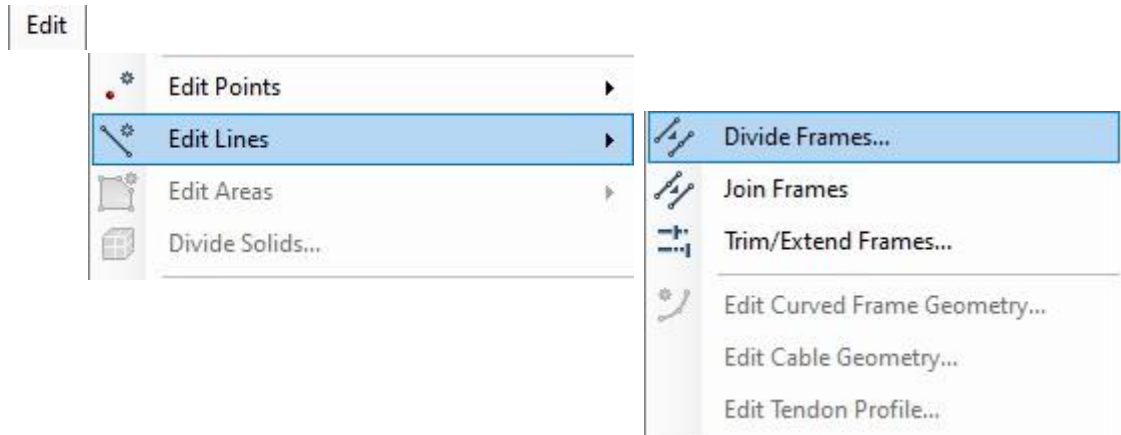 Edit
Edit Points
Edit Lines
Edit Areas
Divide Solids...
Divide Frames...
Join Frames
Trim/Extend Frames...
Edit Curved Frame Geometry...
Edit Cable Geometry...
Edit Tendon Profile...